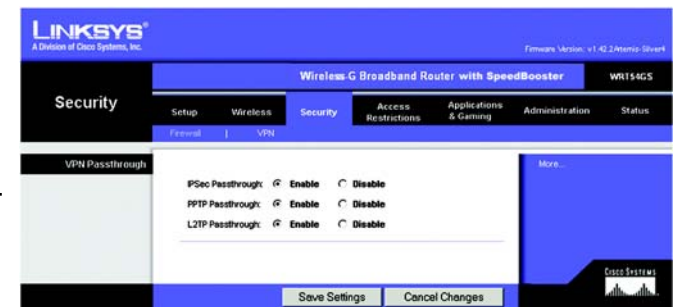 LINKSYS®
A Division of Cisco Systems, Inc.
Firmware Version: v1.42.2Artemis-Silver4
Wireless-G Broadband Router with SpeedBooster WRT54GS
Security
Setup Wireless Security Access Restrictions Applications & Gaming Administration Status
Firewall | VPN
VPN Passthrough
More...
IPSec Passthrough: Enable Disable
PPTP Passthrough: Enable Disable
L2TP Passthrough: Enable Disable
CISCO SYSTEMS
Save Settings Cancel Changes